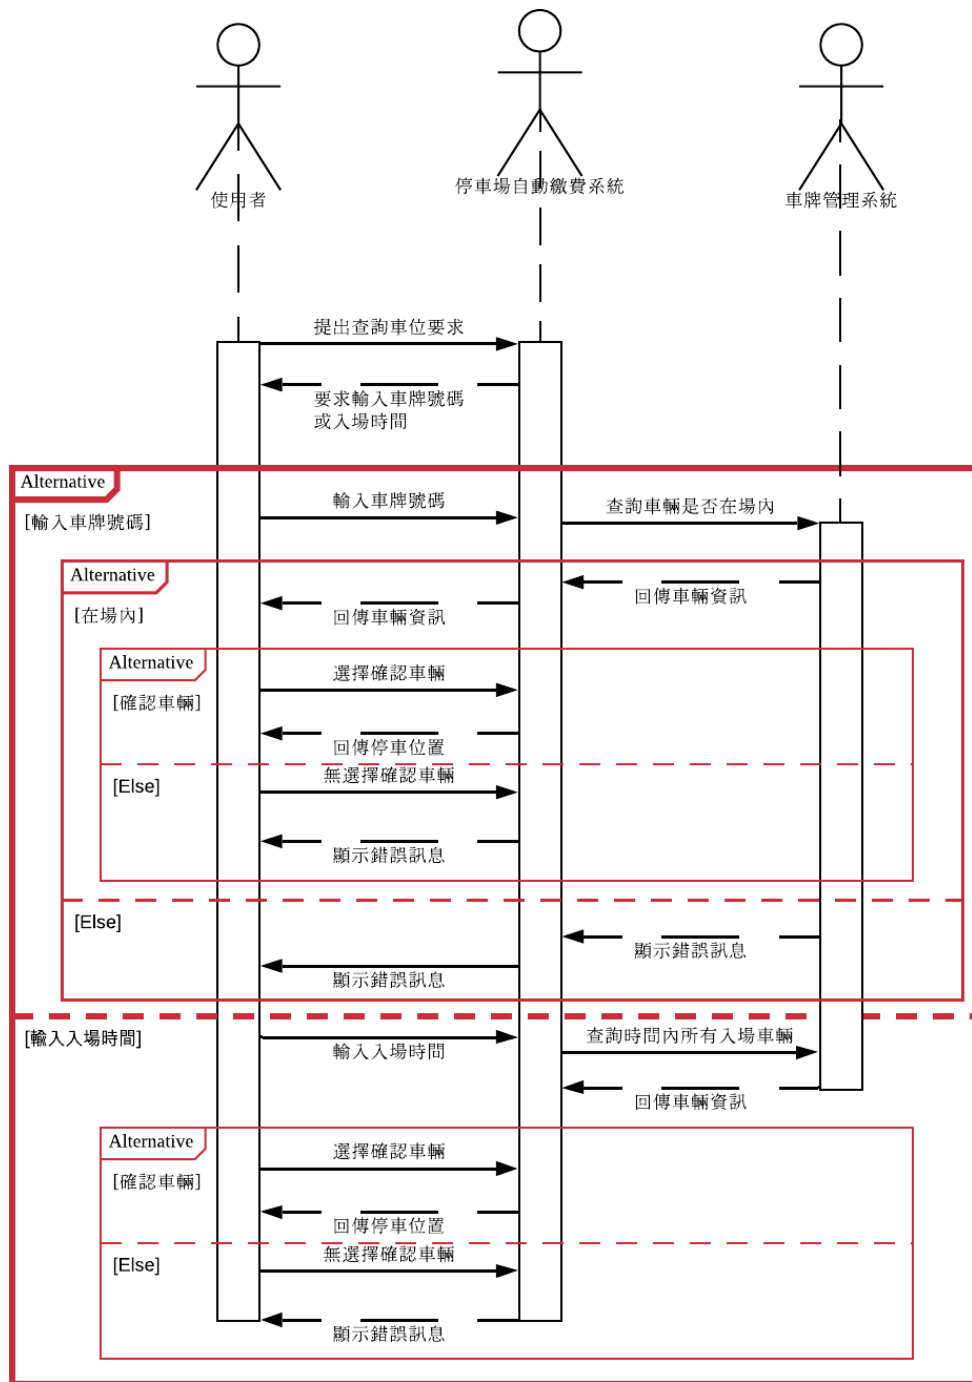 使用者
停車場自動繳費系統
車牌管理系統
提出查詢車位要求
要求輸入車牌號碼
或入場時間
Alternative
[輸入車牌號碼]
輸入車牌號碼
查詢車輛是否在場內
Alternative
[在場內]
回傳車輛資訊
回傳車輛資訊
Alternative
[確認車輛]
選擇確認車輛
回傳停車位置
[Else]
無選擇確認車輛
顯示錯誤訊息
[Else]
顯示錯誤訊息
顯示錯誤訊息
[輸入入場時間]
輸入入場時間
查詢時間內所有入場車輛
回傳車輛資訊
Alternative
[確認車輛]
選擇確認車輛
回傳停車位置
[Else]
無選擇確認車輛
顯示錯誤訊息